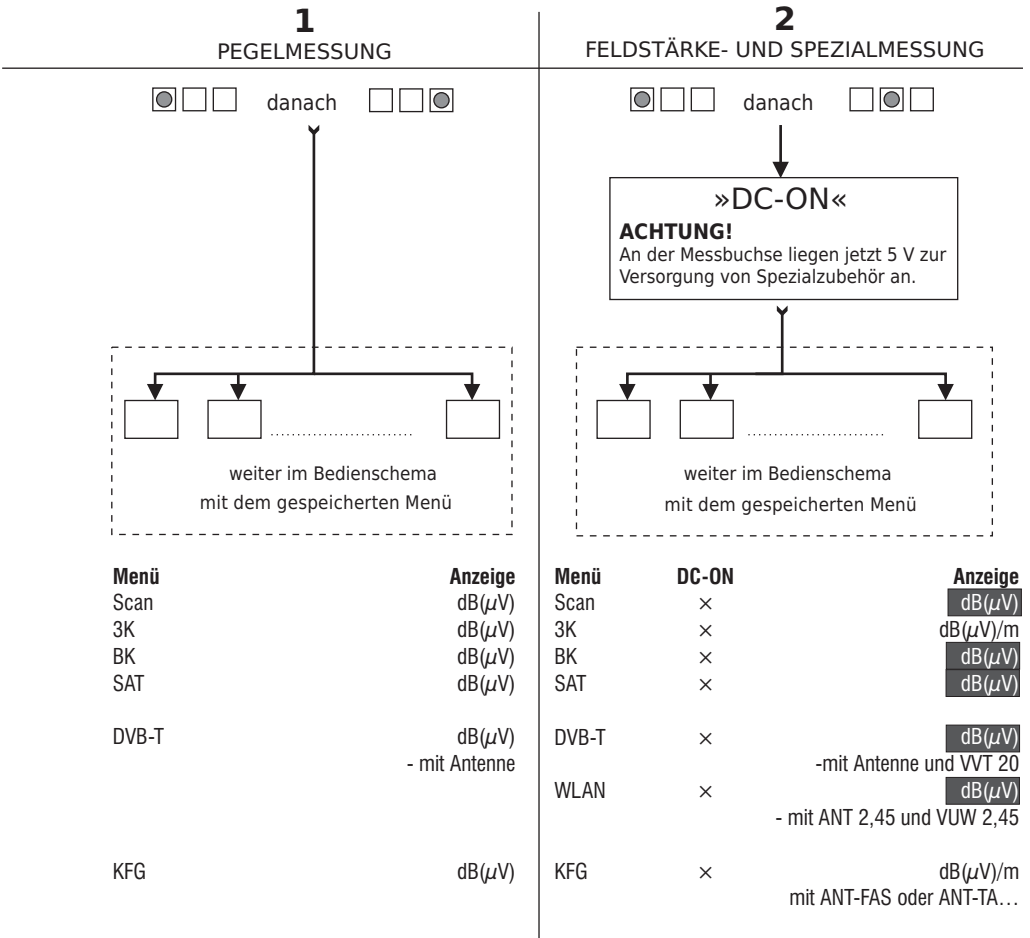 1
PEGELMESSUNG
danach
weiter im Bedienschema
mit dem gespeicherten Menü
Menü Anzeige
Scan dB(µV)
3K dB(µV)
BK dB(µV)
SAT dB(µV)
DVB-T dB(µV)
- mit Antenne
KFG dB(µV)
2
FELDSTÄRKE- UND SPEZIALMESSUNG
danach
»DC-ON«
ACHTUNG!
An der Messbuchse liegen jetzt 5 V zur
Versorgung von Spezialzubehör an.
weiter im Bedienschema
mit dem gespeicherten Menü
Menü DC-ON Anzeige
Scan × dB(µV)
3K × dB(µV)/m
BK × dB(µV)
SAT × dB(µV)
DVB-T × dB(µV)
-mit Antenne und VVT 20
WLAN × dB(µV)
- mit ANT 2,45 und VUW 2,45
KFG × dB(µV)/m
mit ANT-FAS oder ANT-TA...